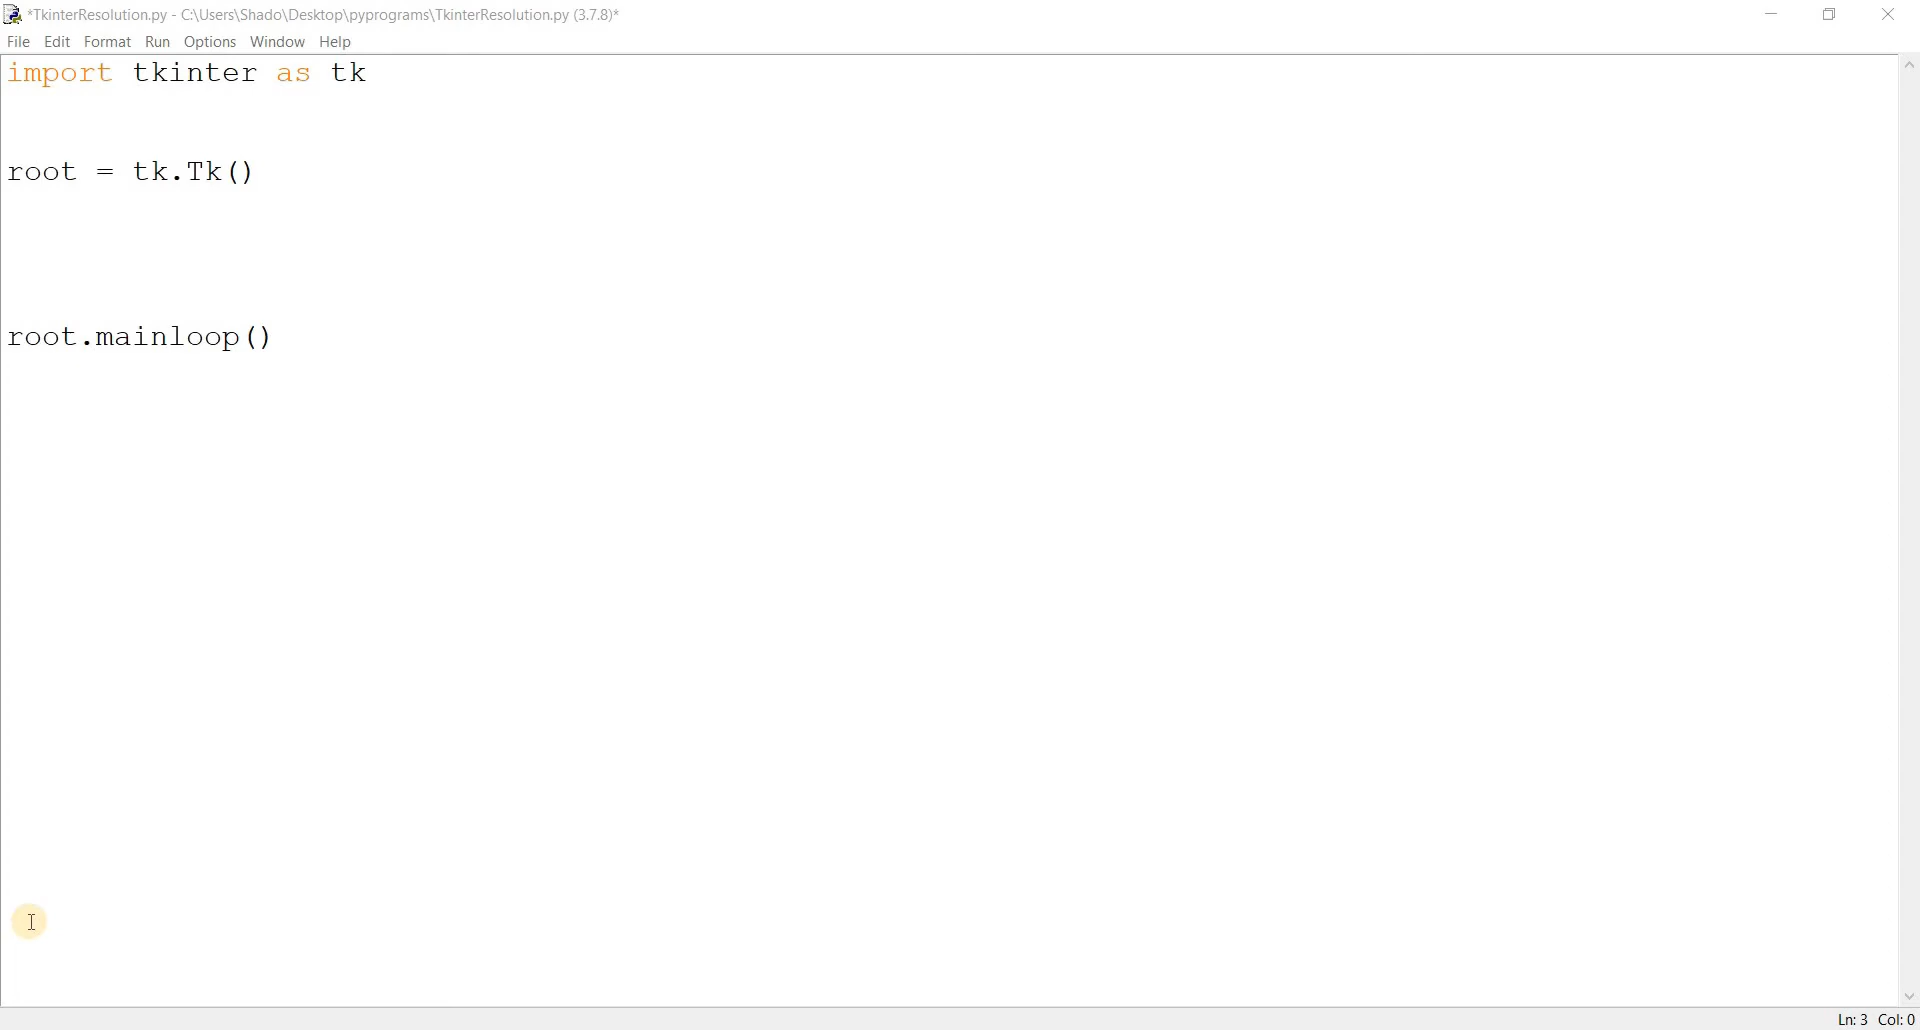 *TkinterResolution.py - C:\Users\Shado\Desktop\pyprograms\TkinterResolution.py (3.7.8)*
File Edit Format Run Options Window Help
import tkinter as tk
root = tk.Tk()
root.mainloop()
Ln: 3 Col: 0